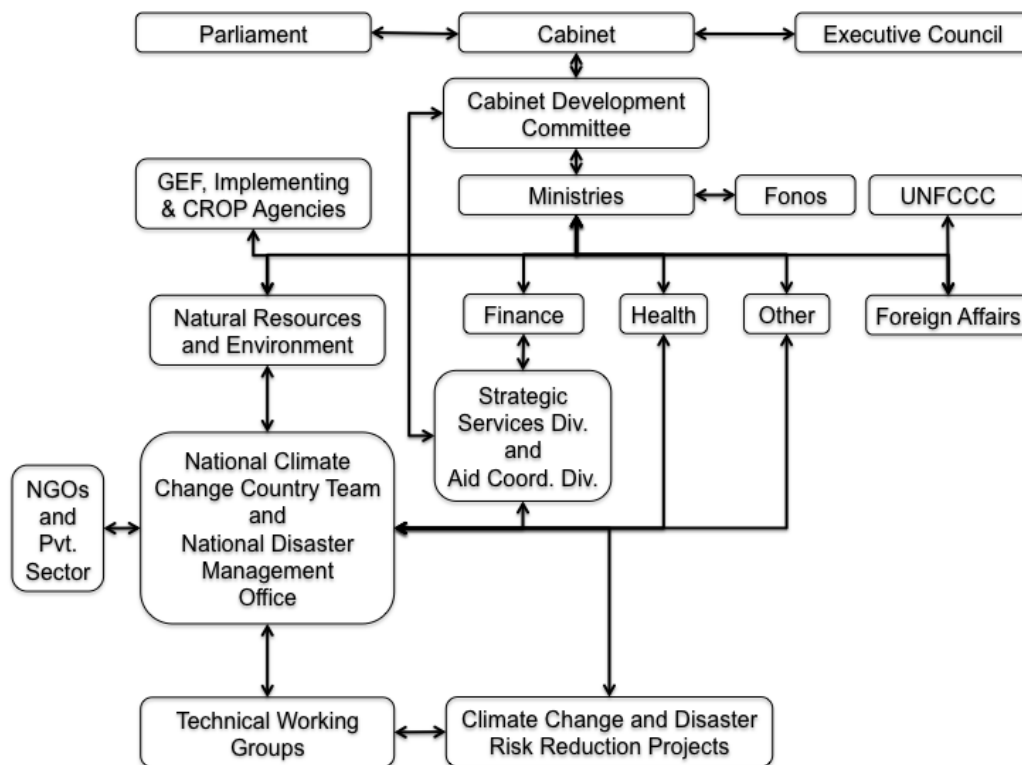 Parliament
Cabinet
Executive Council
Cabinet Development
Committee
GEF, Implementing
& CROP Agencies
Ministries
Fonos
UNFCCC
Natural Resources
and Environment
Finance
Health
Other
Foreign Affairs
Strategic
Services Div.
and
Aid Coord. Div.
NGOs
and
Pvt.
Sector
National Climate
Change Country Team
and
National Disaster
Management
Office
Technical Working
Groups
Climate Change and Disaster
Risk Reduction Projects